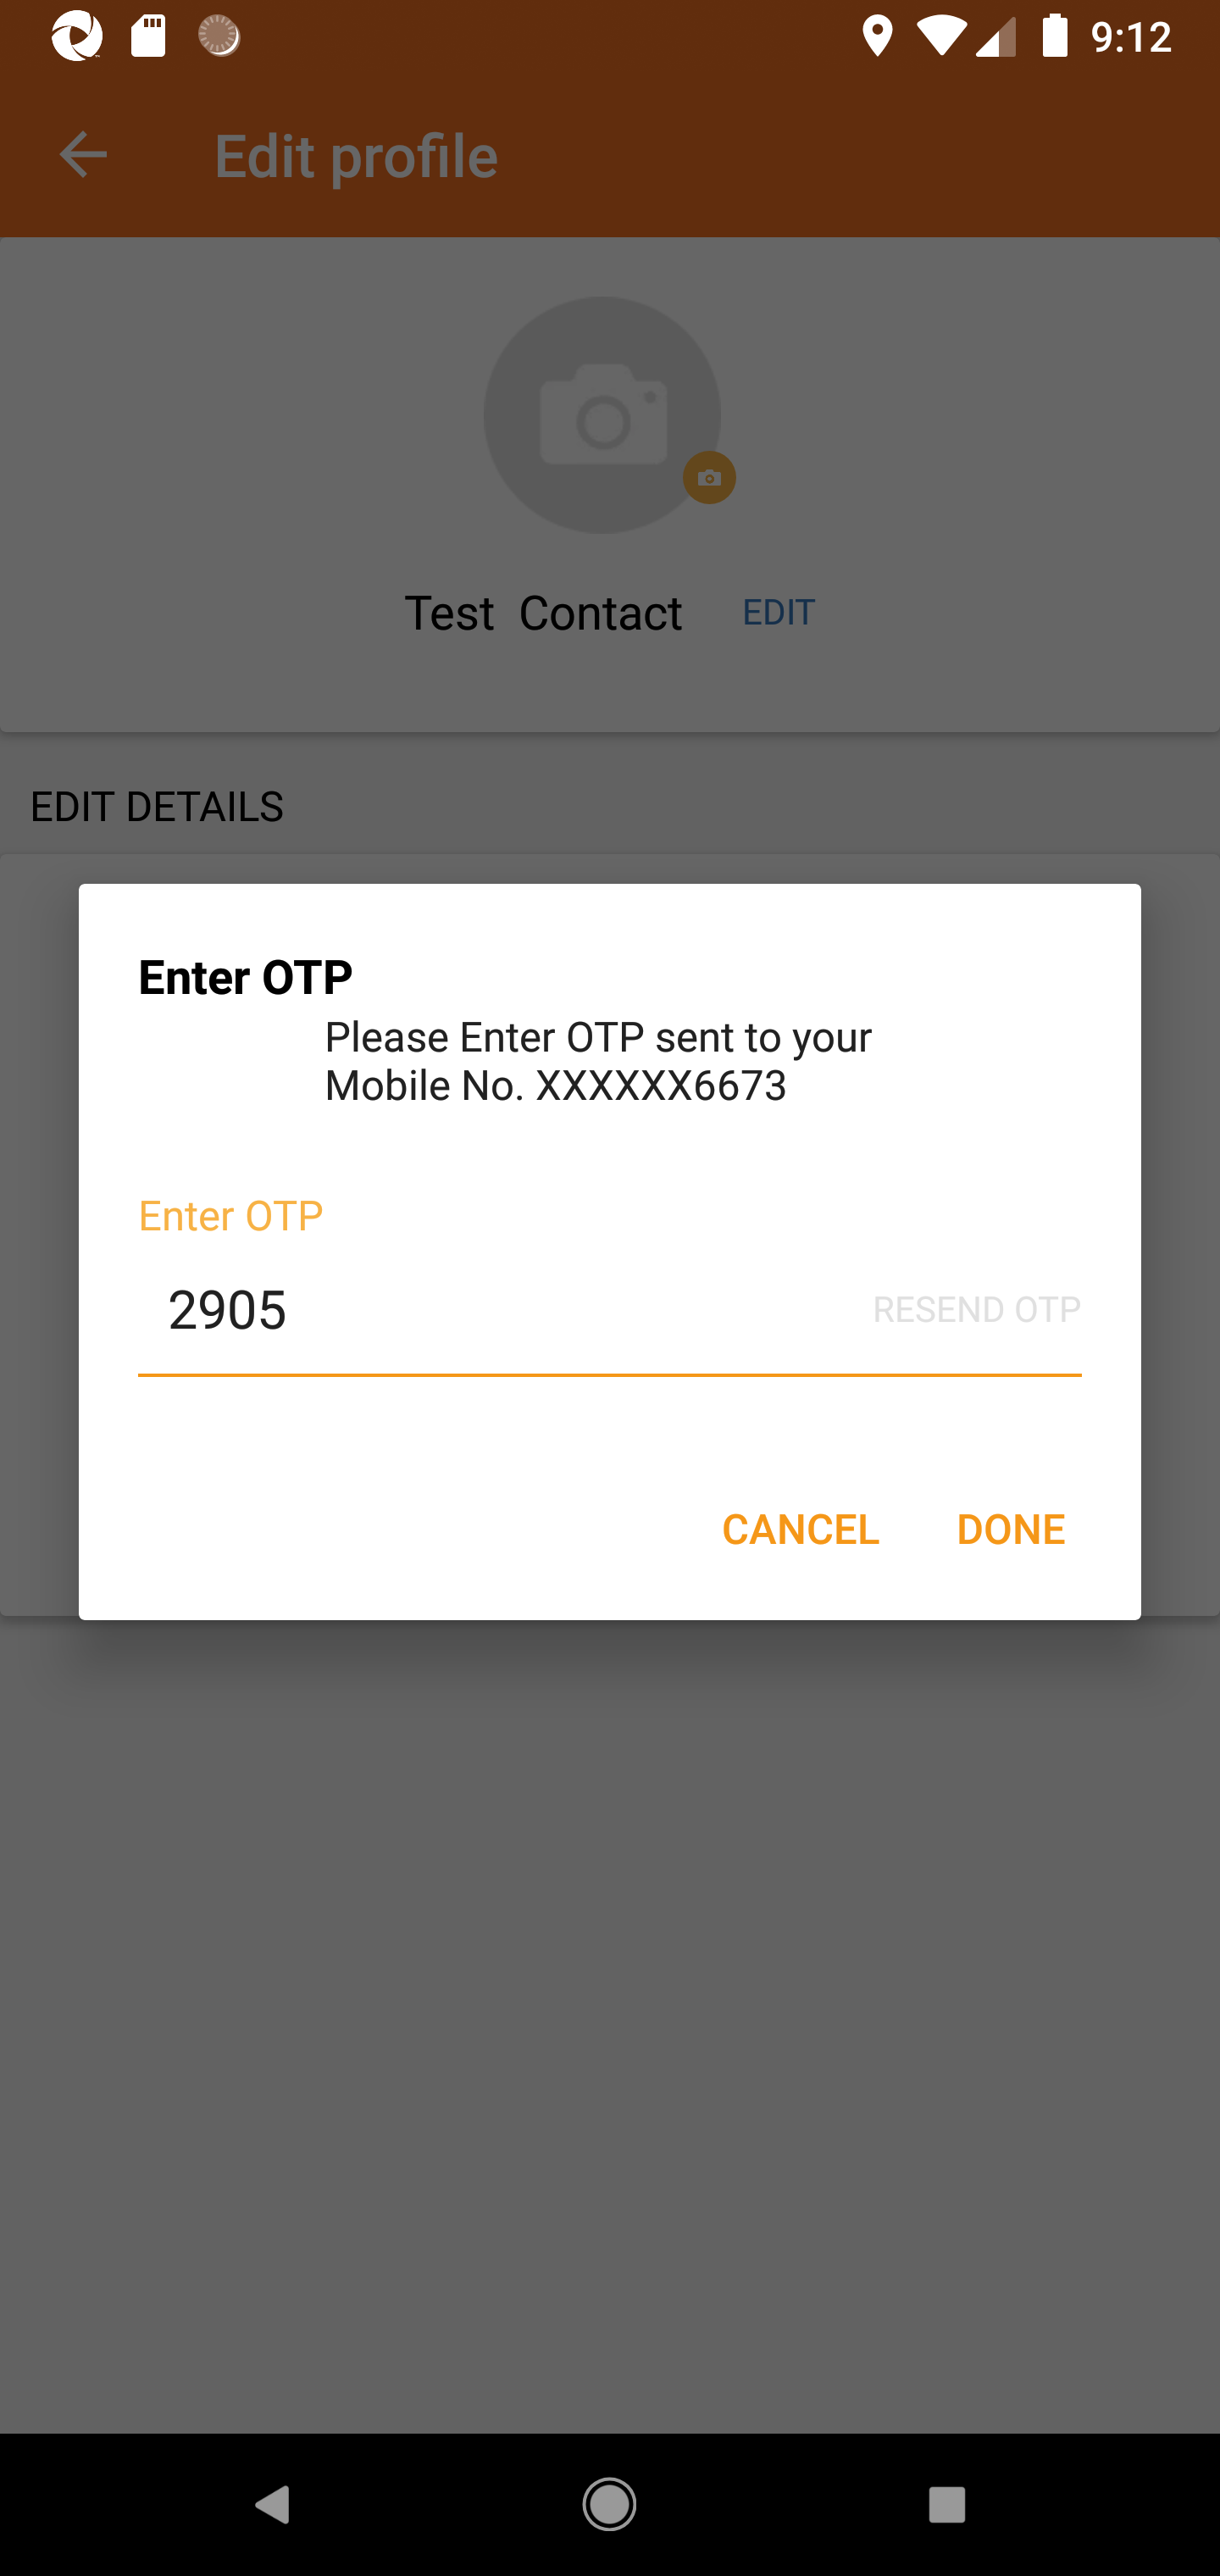 9:12
Edit profile
Test Contact EDIT
EDIT DETAILS
Enter OTP
Please Enter OTP sent to your
Mobile No. XXXXXX6673
Enter OTP
2905 RESEND OTP
CANCEL DONE